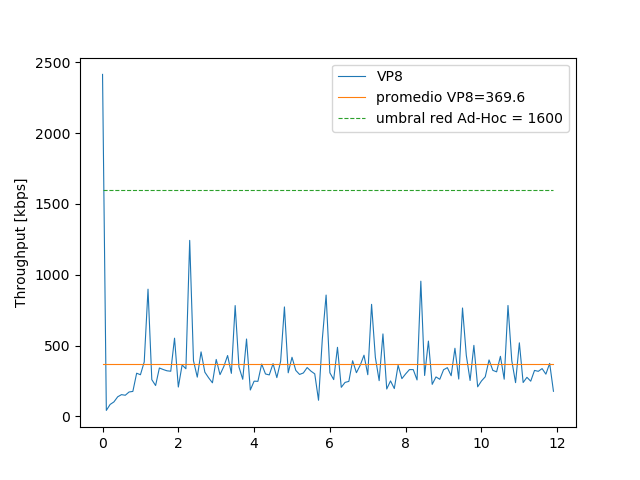 VP8
promedio VP8=369.6
umbral red Ad-Hoc = 1600
Throughput [kbps]
2500
2000
1500
1000
500
0
0 2 4 6 8 10 12